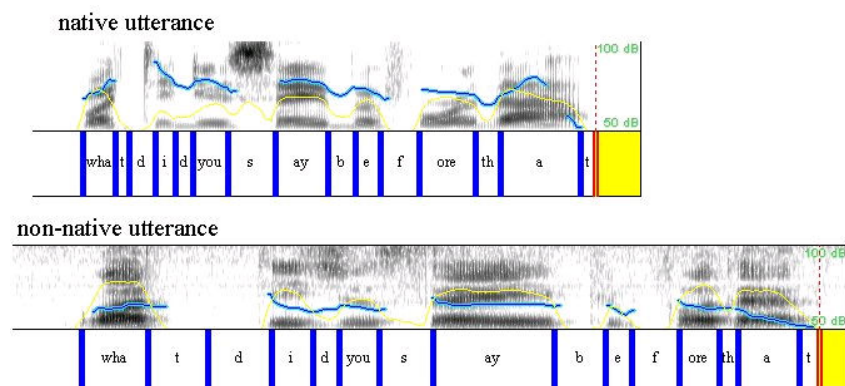 native utterance
100 dB
50 dB
wha t d i d you s ay b e f ore th a t
non-native utterance
100 dB
50 dB
wha t d i d you s ay b e f ore th a t